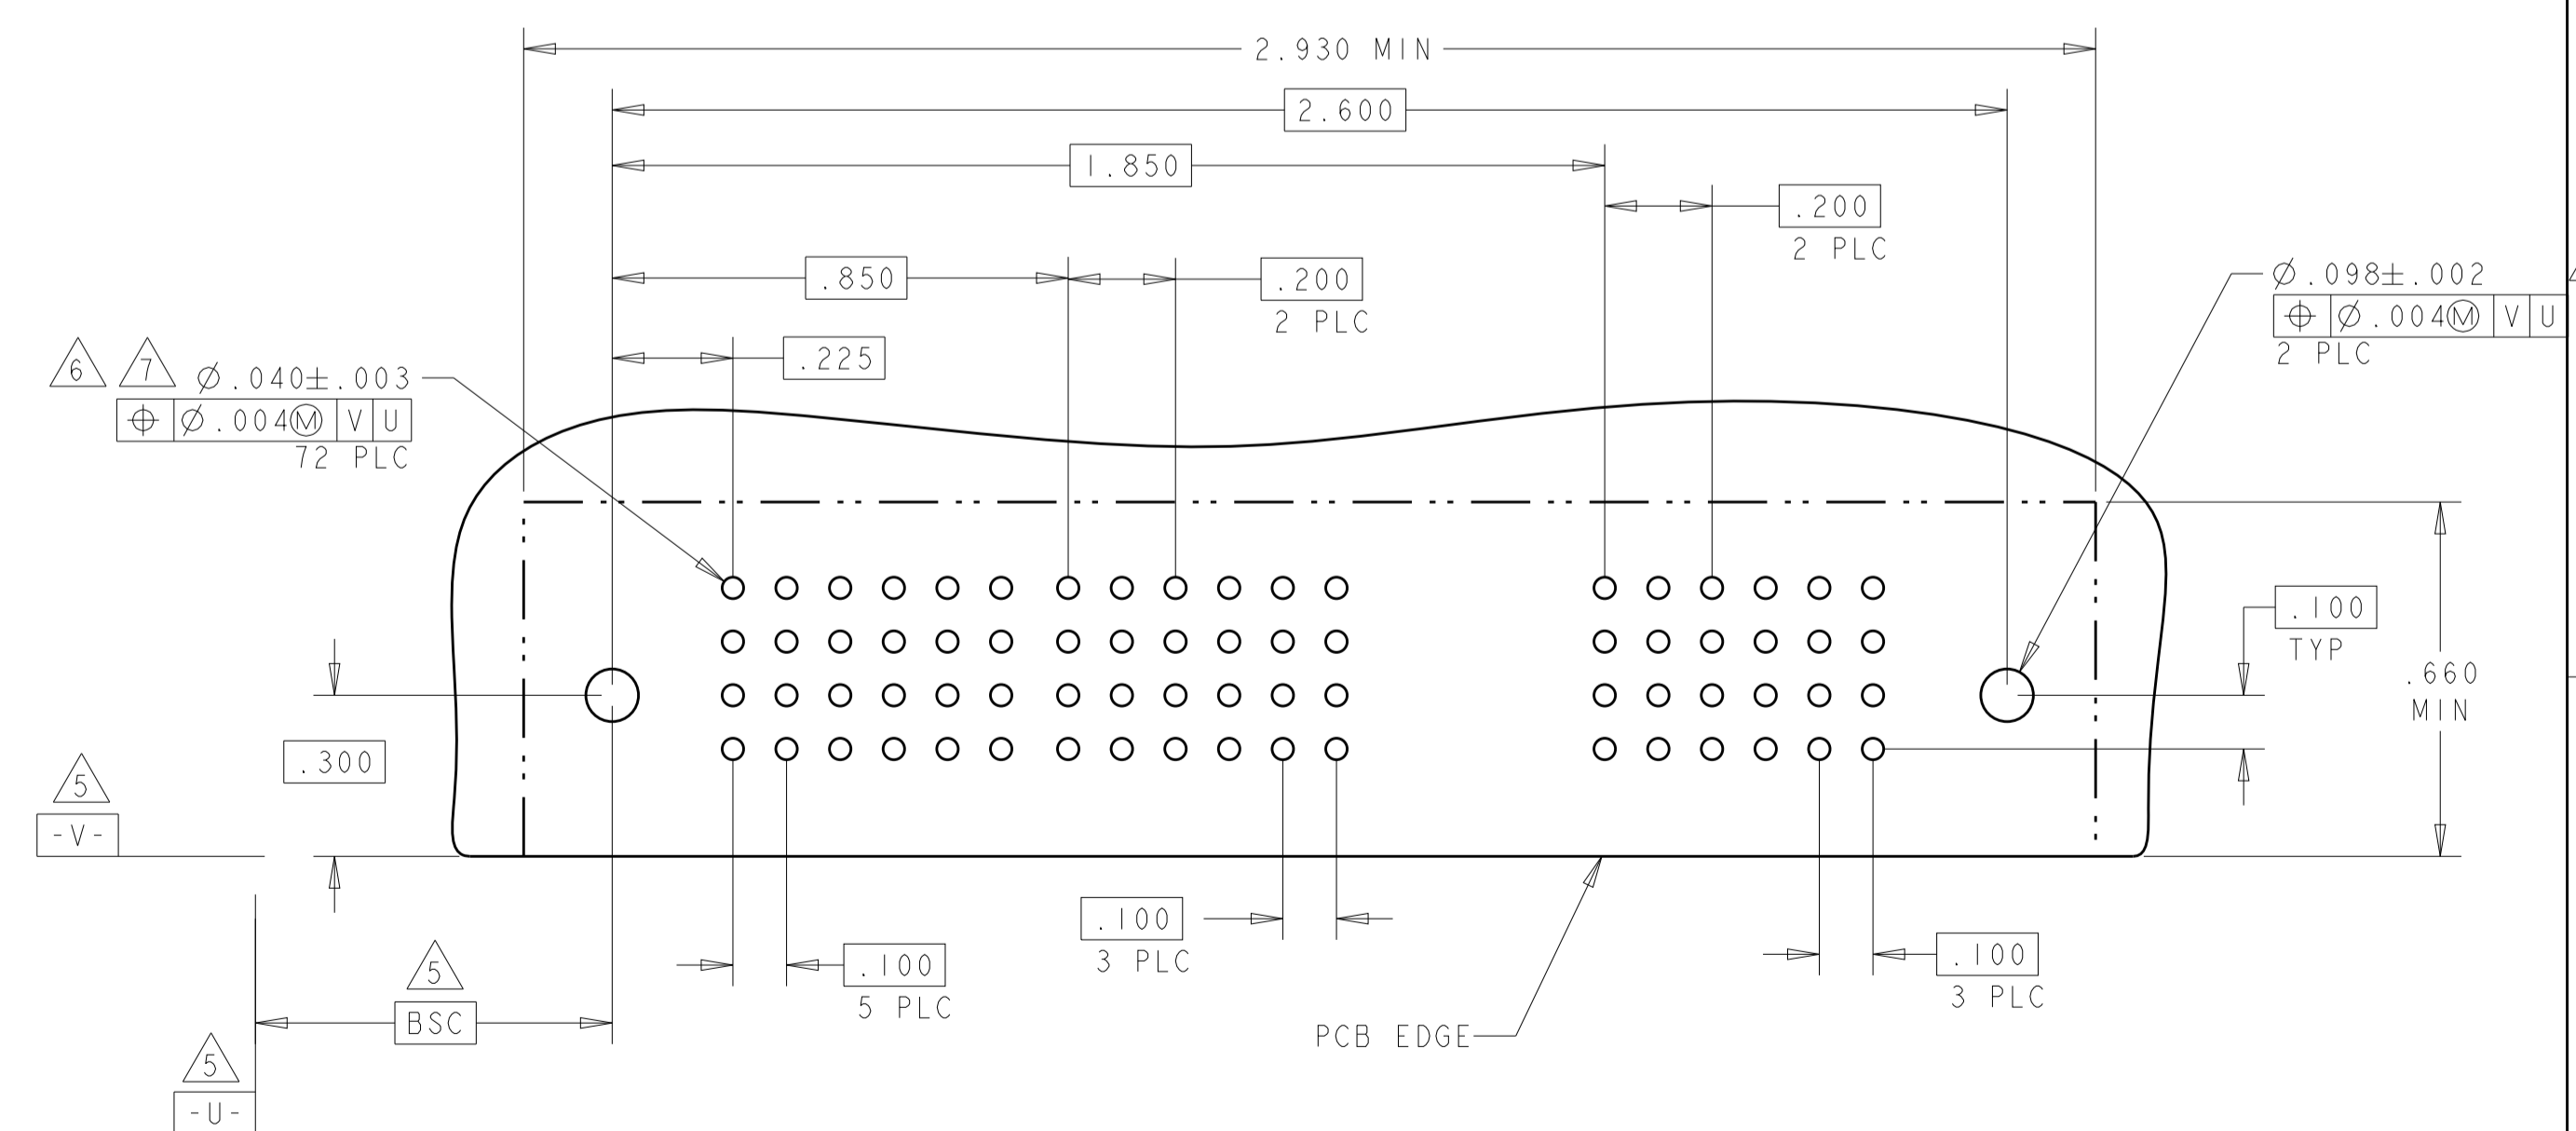 2.930 MIN
2.600
1.850
.200
2 PLC
.850
.200
2 PLC
⌀.098±.002
⌖ ⌀.004Ⓜ V U
2 PLC
.225
6 7 ⌀.040±.003
⌖ ⌀.004Ⓜ V U
72 PLC
.100
TYP
.660
MIN
.300
5
-V-
.100
3 PLC
.100
5 PLC
.100
3 PLC
5
BSC
PCB EDGE
5
-U-